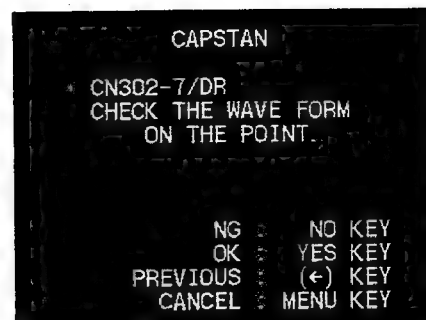 CAPSTAN
* CN302-7/DR
CHECK THE WAVE FORM
ON THE POINT.
NG : NO KEY
OK : YES KEY
PREVIOUS : (←) KEY
CANCEL : MENU KEY